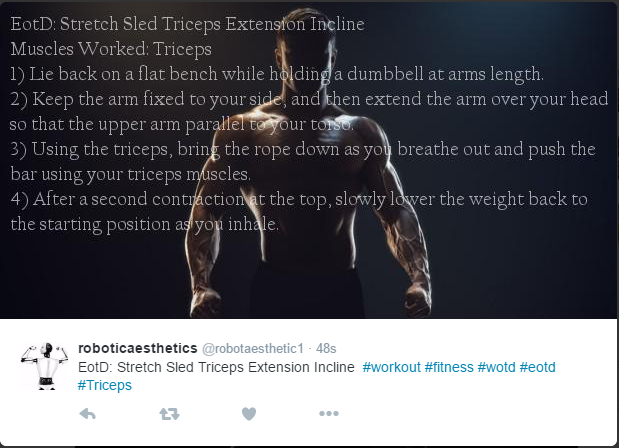 EotD: Stretch Sled Triceps Extension Incline
Muscles Worked: Triceps
1) Lie back on a flat bench while holding a dumbbell at arms length.
2) Keep the arm fixed to your side, and then extend the arm over your head
so that the upper arm parallel to your torso.
3) Using the triceps, bring the rope down as you breathe out and push the
bar using your triceps muscles.
4) After a second contraction at the top, slowly lower the weight back to
the starting position as you inhale.
roboticaesthetics @robotaesthetic1 · 48s
EotD: Stretch Sled Triceps Extension Incline #workout #fitness #wotd #eotd
#Triceps